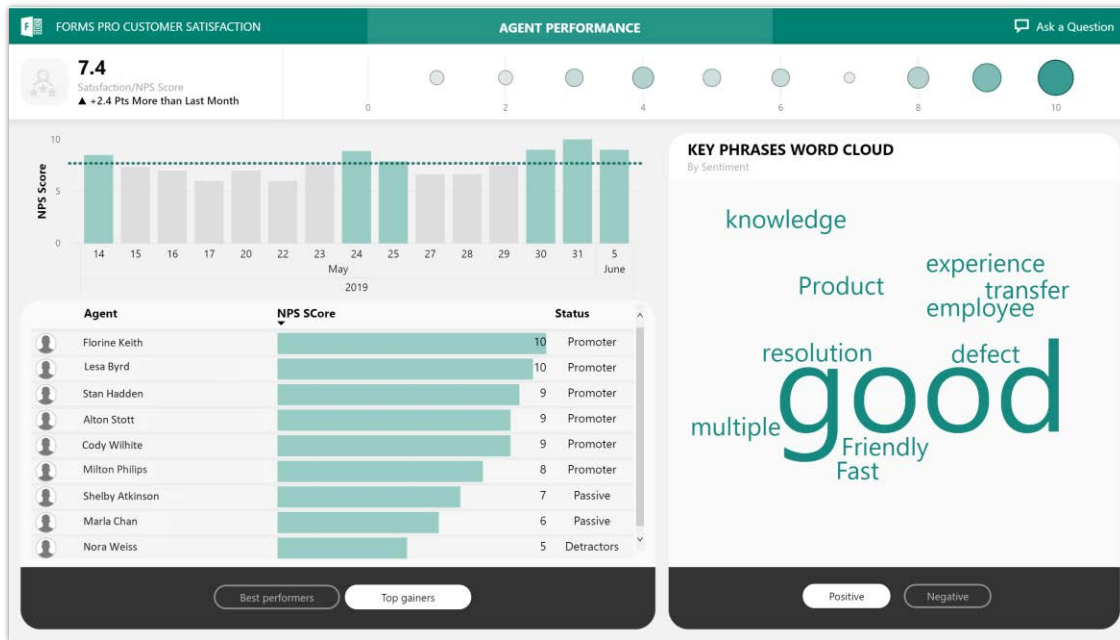 FORMS PRO CUSTOMER SATISFACTION
AGENT PERFORMANCE
Ask a Question
7.4
Satisfaction/NPS Score
▲ +2.4 Pts More than Last Month
0 2 4 6 8 10
NPS Score
10
5
0
14 15 16 17 20 22 23 24 25 27 28 29 30 31 5
May June
2019
Agent NPS SCore Status
Florine Keith 10 Promoter
Lesa Byrd 10 Promoter
Stan Hadden 9 Promoter
Alton Stott 9 Promoter
Cody Wilhite 9 Promoter
Milton Philips 8 Promoter
Shelby Atkinson 7 Passive
Marla Chan 6 Passive
Nora Weiss 5 Detractors
Best performers Top gainers
KEY PHRASES WORD CLOUD
By Sentiment
knowledge
experience
Product
transfer
employee
resolution
defect
good
multiple
Friendly
Fast
Positive Negative